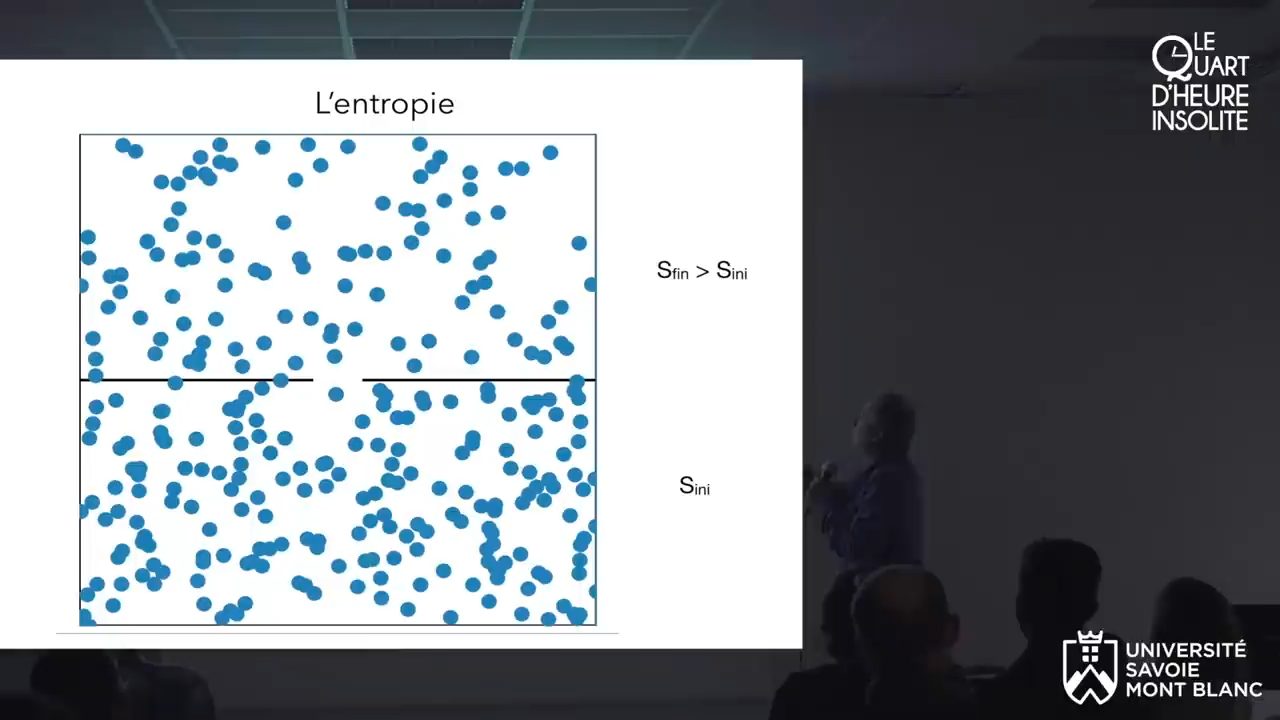 L'entropie
S_fin > S_ini
S_ini
LE
QUART
D'HEURE
INSOLITE
UNIVERSITÉ
SAVOIE
MONT BLANC